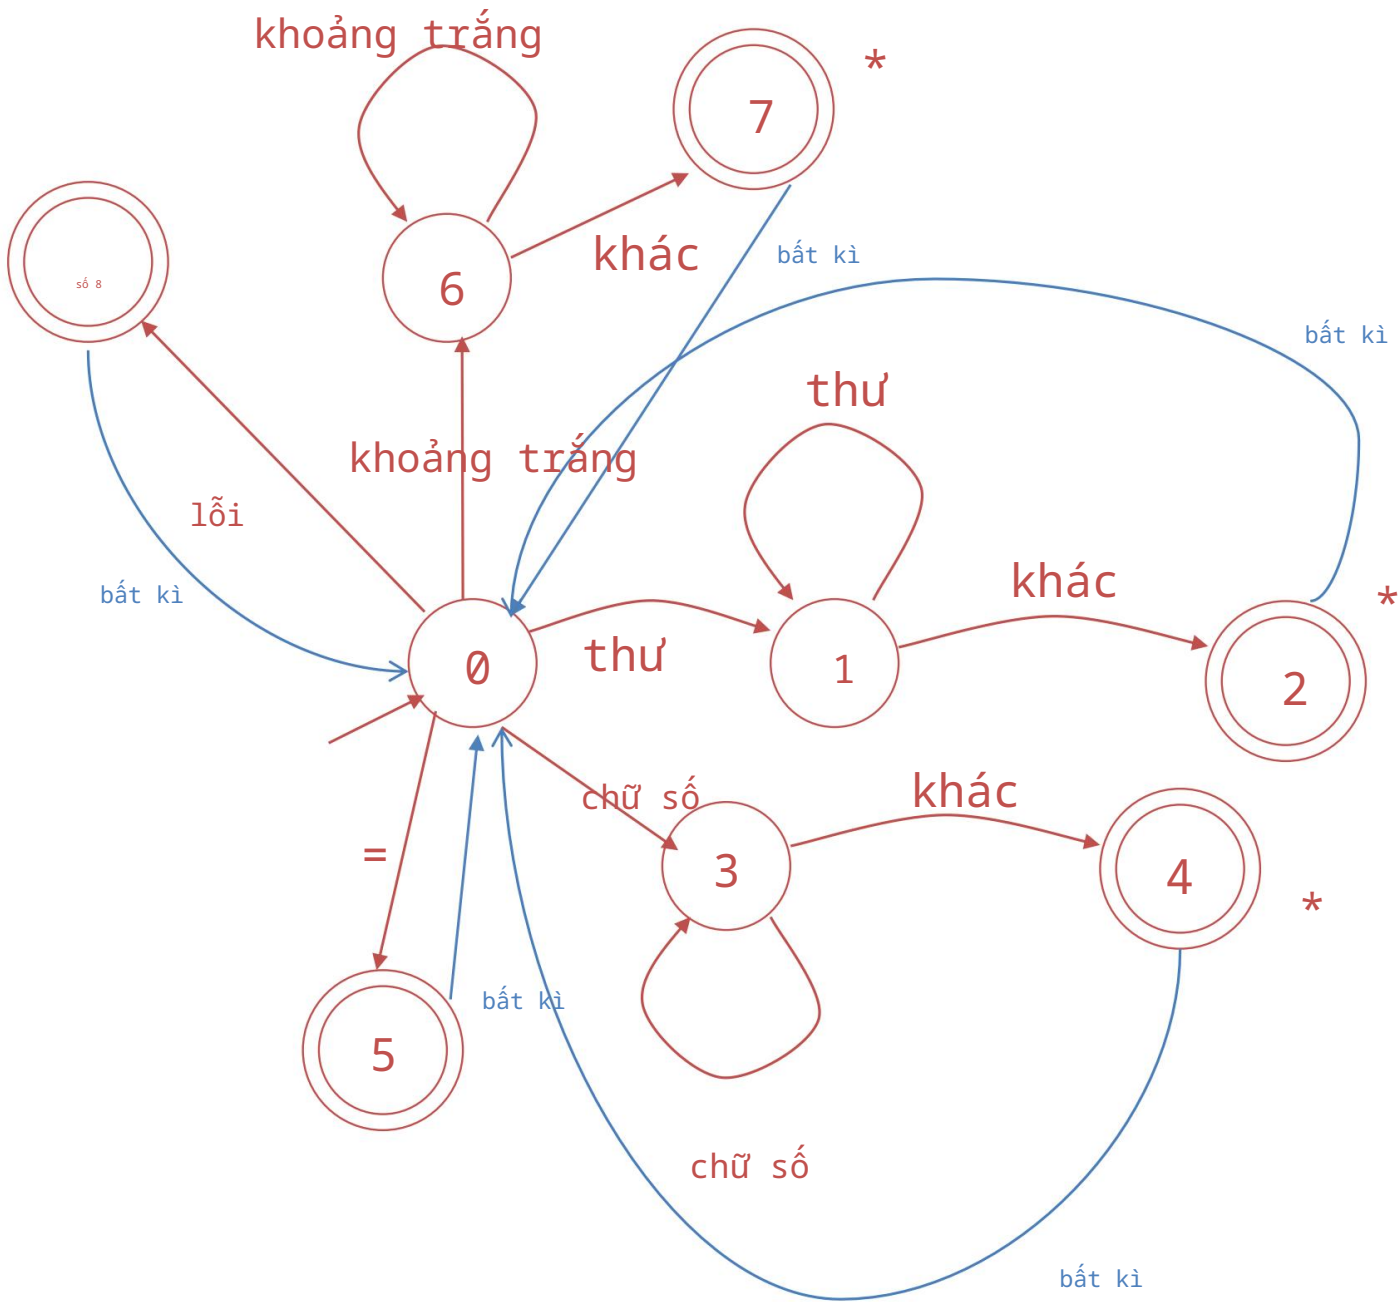 khoảng trắng
*
7
khác
bất kì
6
số 8
bất kì
thư
khoảng trắng
lỗi
bất kì
khác
*
0
thư
1
2
chữ số
khác
=
3
4
*
bất kì
5
chữ số
bất kì